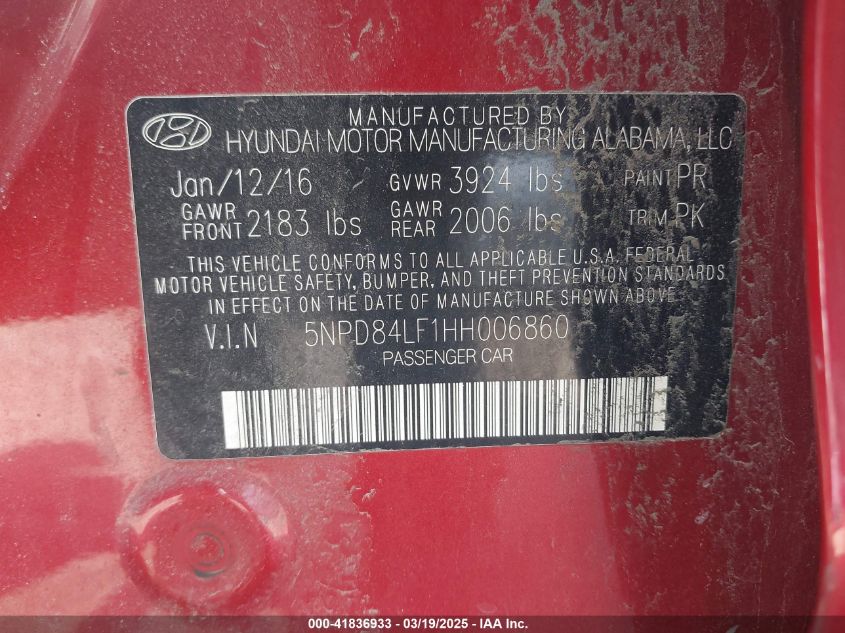 MANUFACTURED BY
HYUNDAI MOTOR MANUFACTURING ALABAMA, LLC
Jan/12/16 GVWR 3924 lbs PAINT PR
GAWR FRONT 2183 lbs GAWR REAR 2006 lbs TRIM PK
THIS VEHICLE CONFORMS TO ALL APPLICABLE U.S.A. FEDERAL
MOTOR VEHICLE SAFETY, BUMPER, AND THEFT PREVENTION STANDARDS
IN EFFECT ON THE DATE OF MANUFACTURE SHOWN ABOVE.
V.I.N 5NPD84LF1HH006860
PASSENGER CAR
000-41836933 - 03/19/2025 - IAA, Inc.